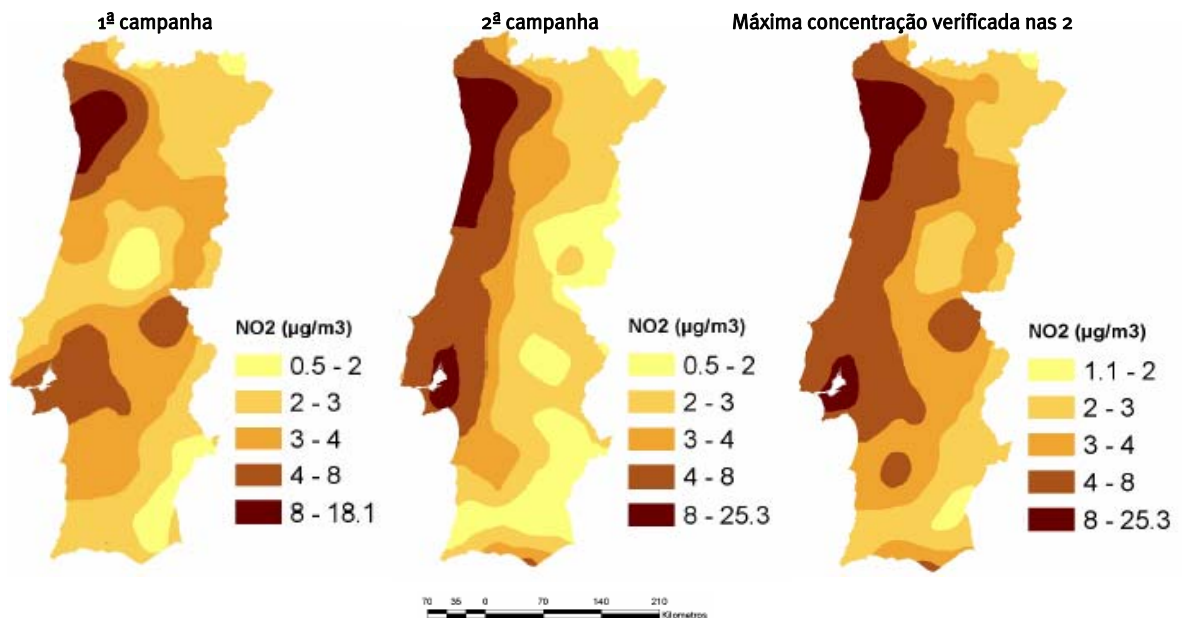 1ª campanha
2ª campanha
Máxima concentração verificada nas 2
NO2 (µg/m3)
0.5 - 2
2 - 3
3 - 4
4 - 8
8 - 18.1
NO2 (µg/m3)
0.5 - 2
2 - 3
3 - 4
4 - 8
8 - 25.3
NO2 (µg/m3)
1.1 - 2
2 - 3
3 - 4
4 - 8
8 - 25.3
70 35 0 70 140 210
Kilometros